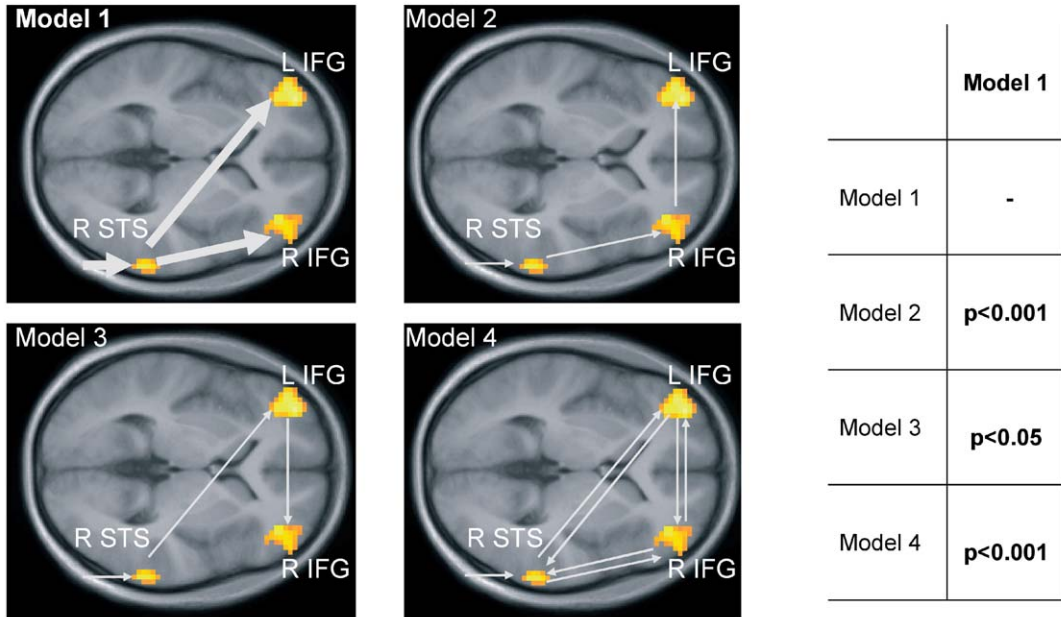 Model 1
L IFG
R STS
R IFG
Model 2
L IFG
R STS
R IFG
Model 3
L IFG
R STS
R IFG
Model 4
L IFG
R STS
R IFG
Model 1
Model 1 -
Model 2 p<0.001
Model 3 p<0.05
Model 4 p<0.001